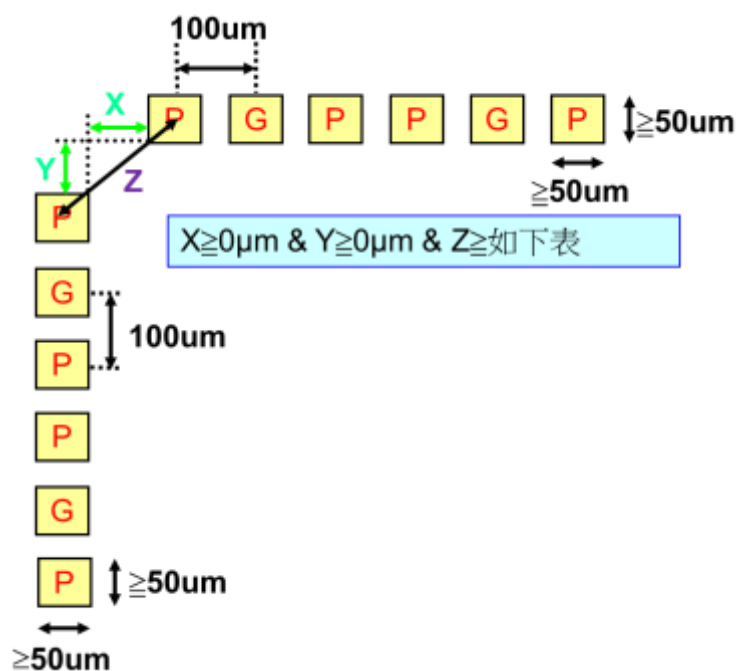 100um
X
P G P P G P
≧50um
Y
Z
≧50um
P
X≧0μm & Y≧0μm & Z≧如下表
G
100um
P
P
G
P
≧50um
≧50um